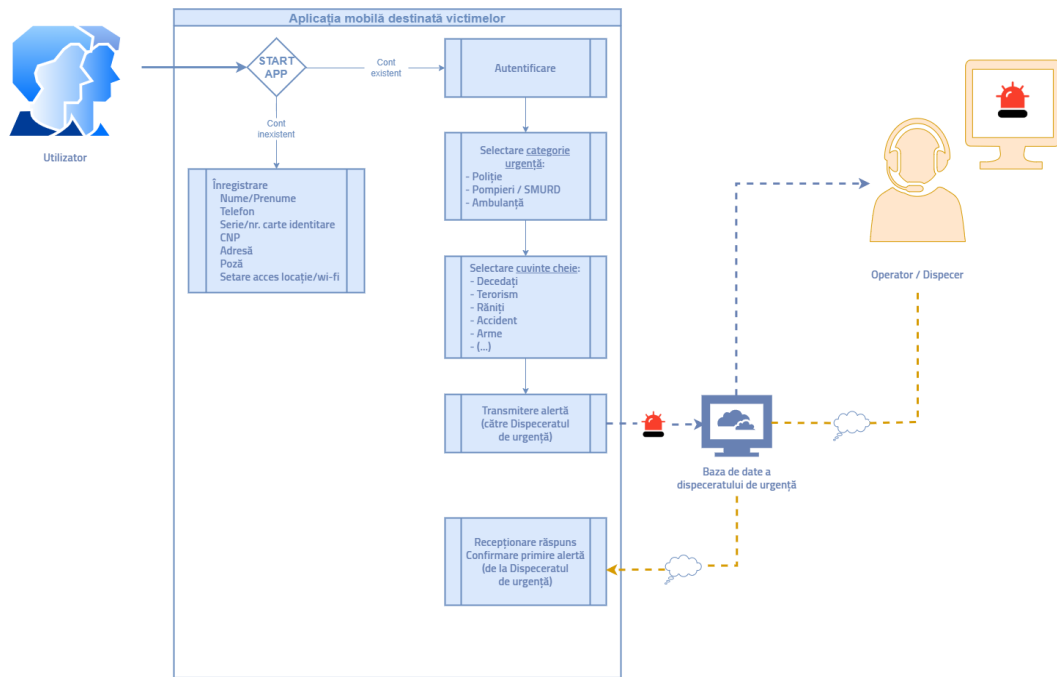 Aplicația mobilă destinată victimelor
START
APP
Cont
existent
Cont
inexistent
Utilizator
Autentificare
Înregistrare
Nume/Prenume
Telefon
Serie/nr. carte identitare
CNP
Adresă
Poză
Setare acces locație/wi-fi
Selectare categorie
urgență:
- Poliție
- Pompieri / SMURD
- Ambulanță
Selectare cuvinte cheie:
- Decedați
- Terorism
- Răniți
- Accident
- Arme
- (...)
Transmitere alertă
(către Dispeceratul
de urgență)
Recepționare răspuns
Confirmare primire alertă
(de la Dispeceratul
de urgență)
Baza de date a
dispeceratului de urgență
Operator / Dispecer